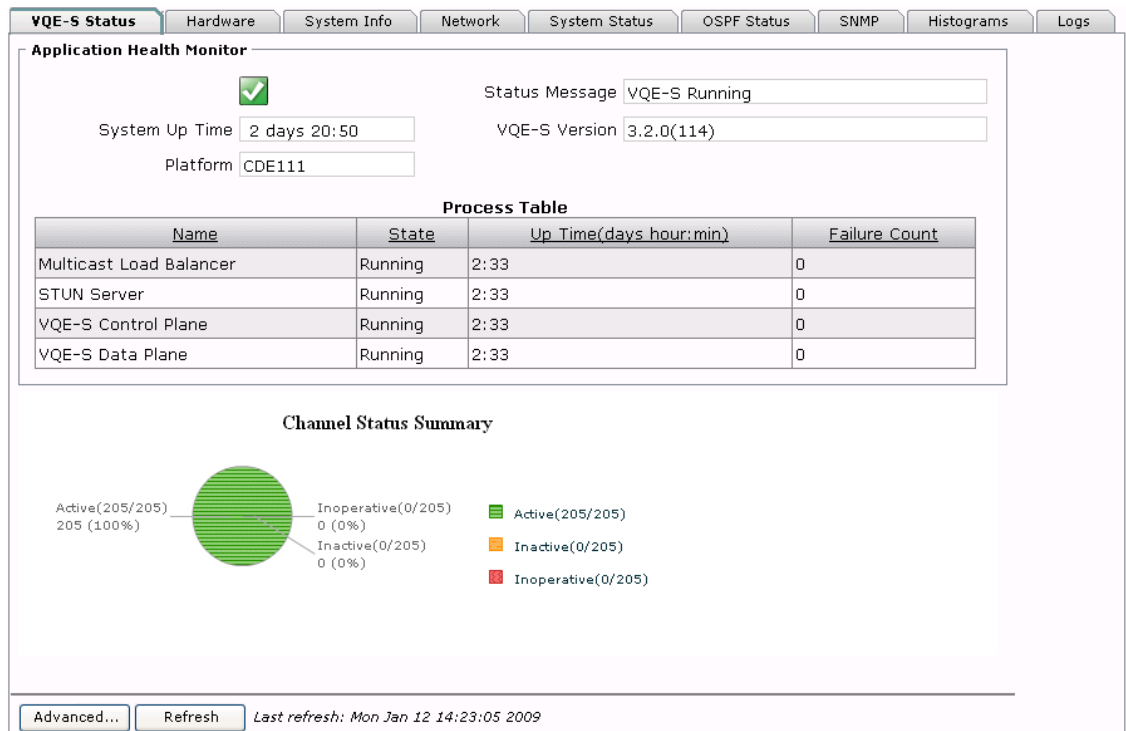 VQE-S Status Hardware System Info Network System Status OSPF Status SNMP Histograms Logs
Application Health Monitor
Status Message VQE-S Running
System Up Time 2 days 20:50 VQE-S Version 3.2.0(114)
Platform CDE111
Process Table
Name State Up Time(days hour:min) Failure Count
Multicast Load Balancer Running 2:33 0
STUN Server Running 2:33 0
VQE-S Control Plane Running 2:33 0
VQE-S Data Plane Running 2:33 0
Channel Status Summary
Active(205/205)
205 (100%)
Inoperative(0/205)
0 (0%)
Inactive(0/205)
0 (0%)
Active(205/205)
Inactive(0/205)
Inoperative(0/205)
Advanced... Refresh Last refresh: Mon Jan 12 14:23:05 2009